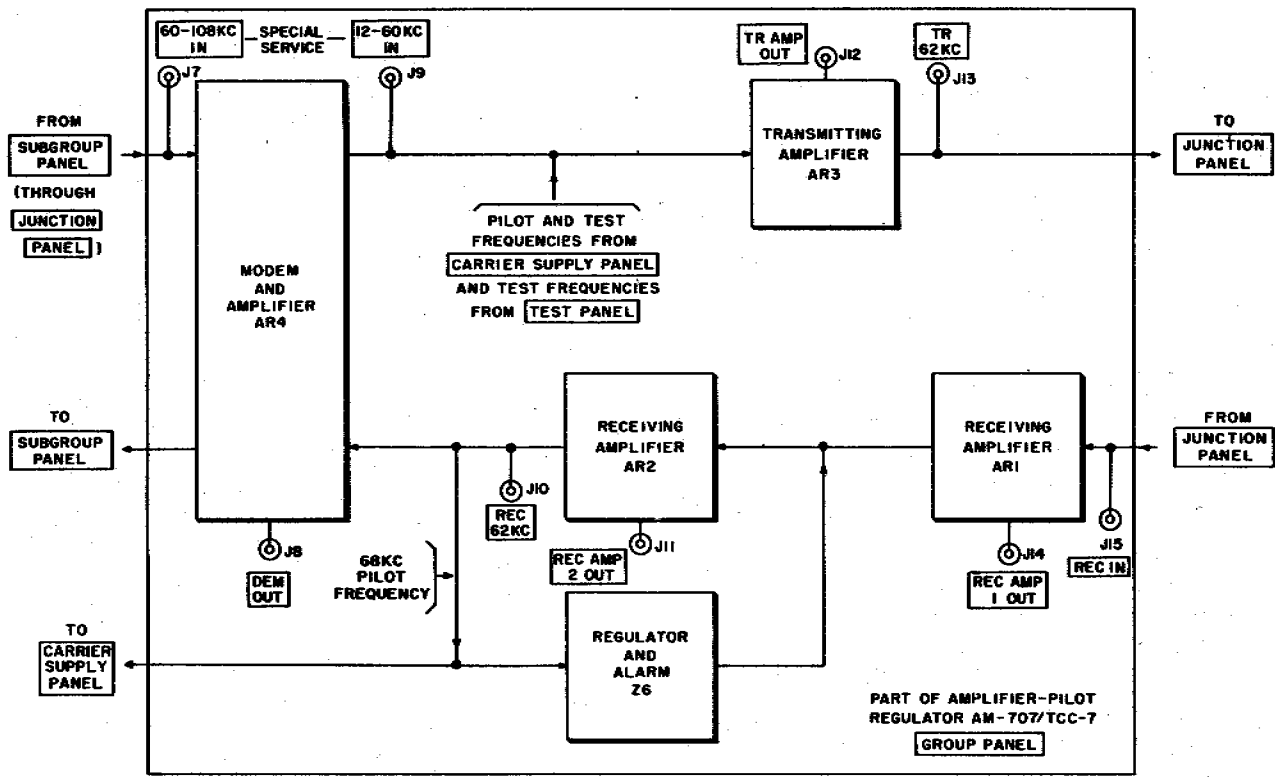 60-108KC
IN
SPECIAL
SERVICE
12-60KC
IN
J7
J9
TR AMP
OUT
J12
TR
62KC
J13
FROM
SUBGROUP
PANEL
(THROUGH
JUNCTION
PANEL)
MODEM
AND
AMPLIFIER
AR4
TRANSMITTING
AMPLIFIER
AR3
TO
JUNCTION
PANEL
PILOT AND TEST
FREQUENCIES FROM
CARRIER SUPPLY PANEL
AND TEST FREQUENCIES
FROM TEST PANEL
TO
SUBGROUP
PANEL
RECEIVING
AMPLIFIER
AR2
RECEIVING
AMPLIFIER
AR1
FROM
JUNCTION
PANEL
J10
REC
62KC
J8
DEM
OUT
68KC
PILOT
FREQUENCY
J11
REC AMP
2 OUT
J14
REC AMP
1 OUT
J15
REC IN
TO
CARRIER
SUPPLY
PANEL
REGULATOR
AND
ALARM
Z6
PART OF AMPLIFIER-PILOT
REGULATOR AM-707/TCC-7
GROUP PANEL